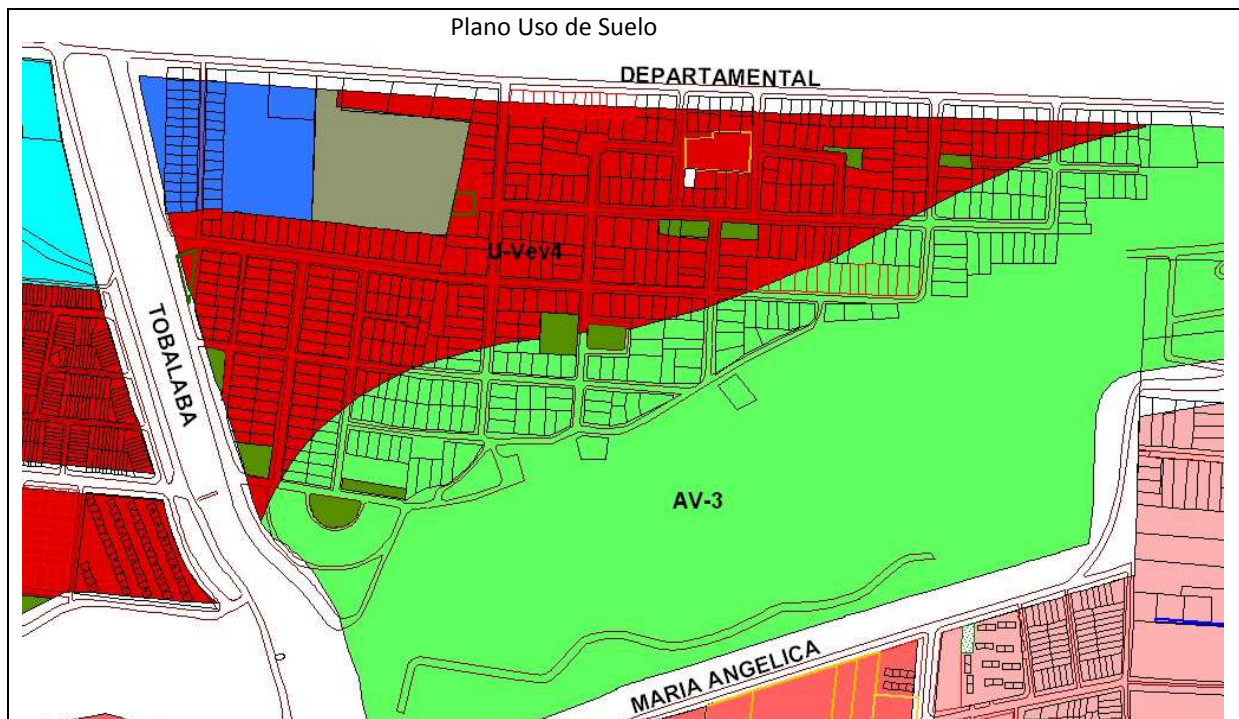 Plano Uso de Suelo
DEPARTAMENTAL
U-Vev4
TOBALABA
AV-3
MARIA ANGELICA